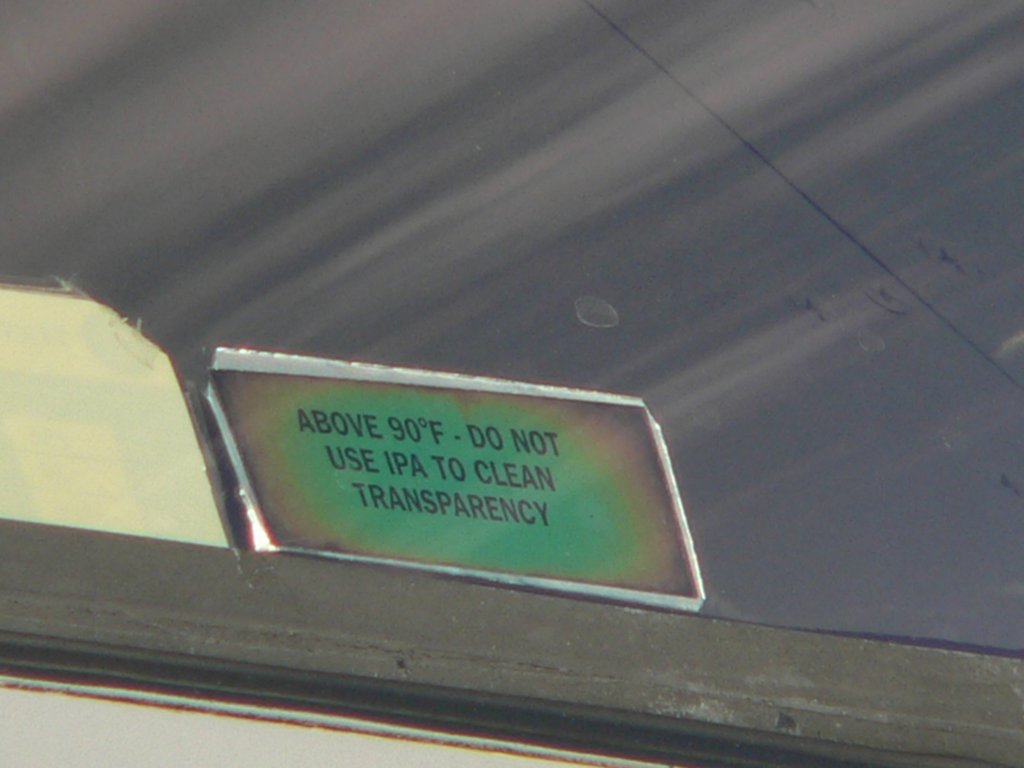 ABOVE 90°F - DO NOT
USE IPA TO CLEAN
TRANSPARENCY